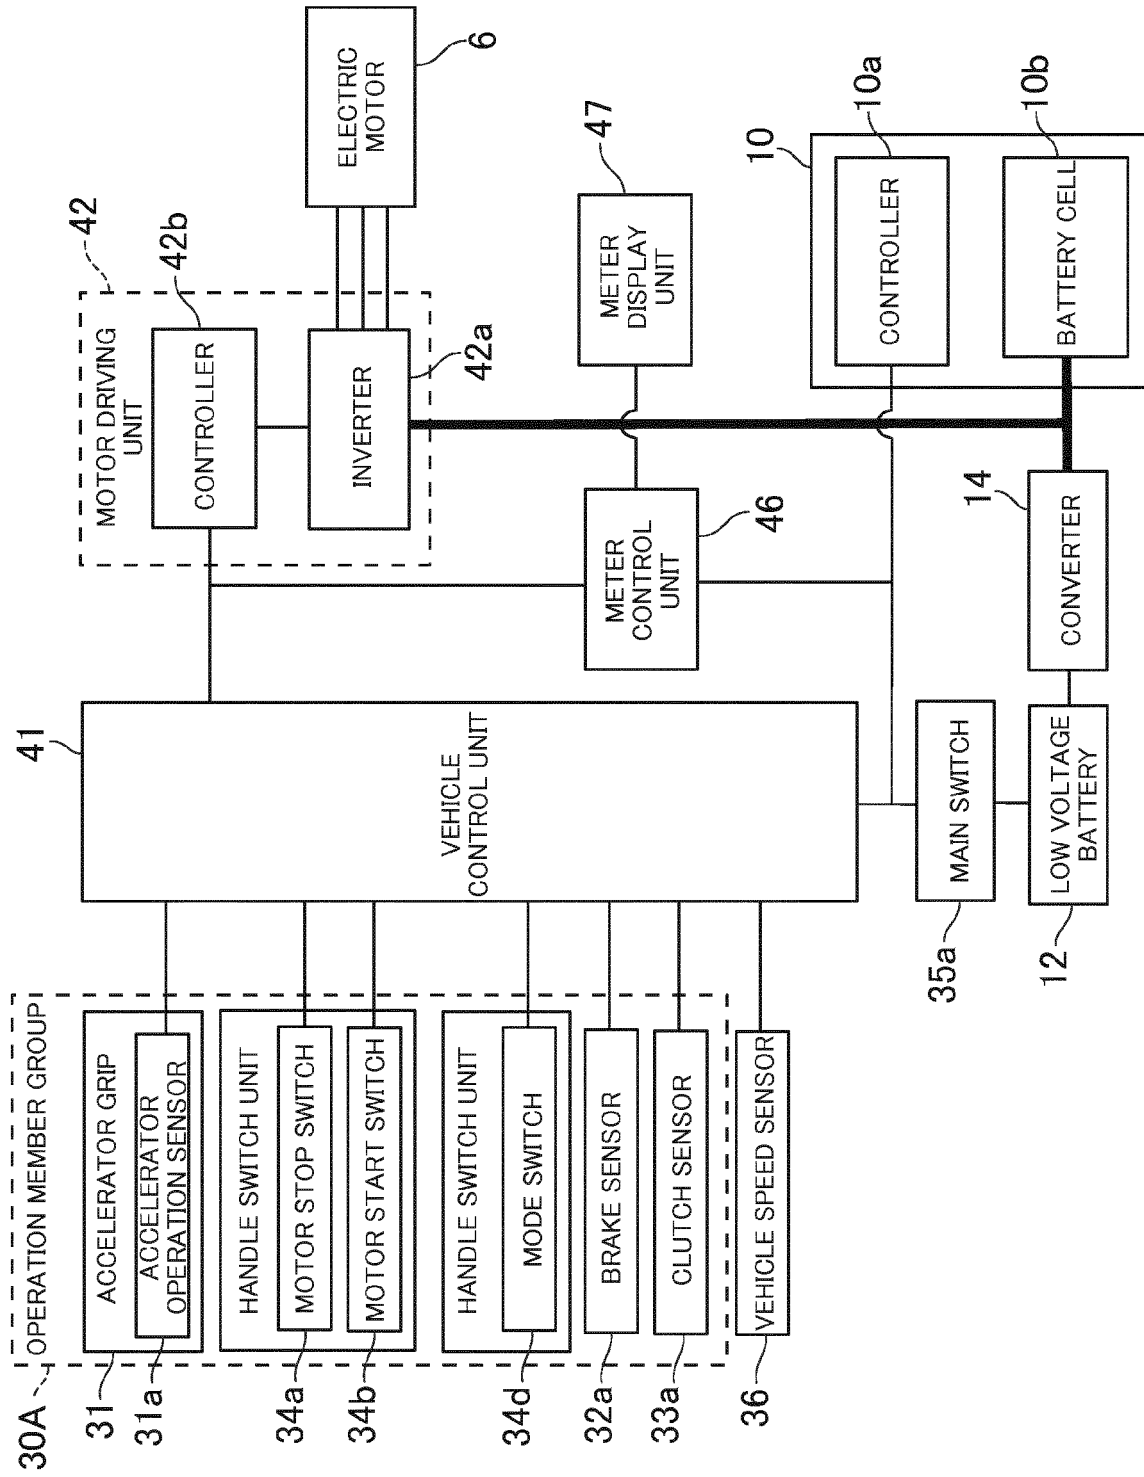 30A
OPERATION MEMBER GROUP
31
ACCELERATOR GRIP
31a
ACCELERATOR
OPERATION SENSOR
HANDLE SWITCH UNIT
34a
MOTOR STOP SWITCH
34b
MOTOR START SWITCH
HANDLE SWITCH UNIT
34d
MODE SWITCH
32a
BRAKE SENSOR
33a
CLUTCH SENSOR
36
VEHICLE SPEED SENSOR
41
VEHICLE
CONTROL UNIT
35a
MAIN SWITCH
12
LOW VOLTAGE
BATTERY
14
CONVERTER
MOTOR DRIVING
UNIT
42
CONTROLLER
42b
INVERTER
42a
ELECTRIC
MOTOR
6
METER
CONTROL
UNIT
46
METER
DISPLAY
UNIT
47
10
CONTROLLER
10a
BATTERY CELL
10b